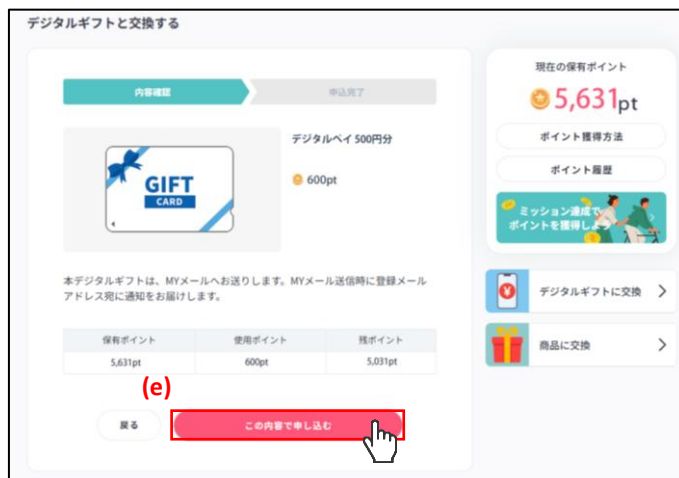 デジタルギフトと交換する
内容確認
申込完了
GIFT
CARD
デジタルペイ 500円分
600pt
本デジタルギフトは、MYメールへお送りします。MYメール送信時に登録メール
アドレス宛に通知をお届けします。
保有ポイント 使用ポイント 残ポイント
5,631pt 600pt 5,031pt
(e)
戻る
この内容で申し込む
現在の保有ポイント
5,631pt
ポイント獲得方法
ポイント履歴
ミッション達成で
ポイントを獲得しよう
デジタルギフトに交換
商品に交換